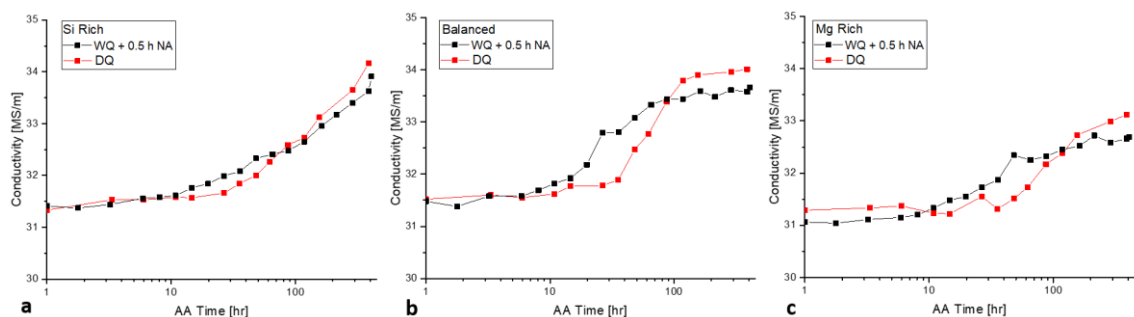 Si Rich
WQ + 0.5 h NA
DQ
35
34
33
32
31
30
Conductivity [MS/m]
1
10
100
AA Time [hr]
a
Balanced
WQ + 0.5 h NA
DQ
35
34
33
32
31
30
Conductivity [MS/m]
1
10
100
AA Time [hr]
b
Mg Rich
WQ + 0.5 h NA
DQ
35
34
33
32
31
30
Conductivity [MS/m]
1
10
100
AA Time [hr]
c